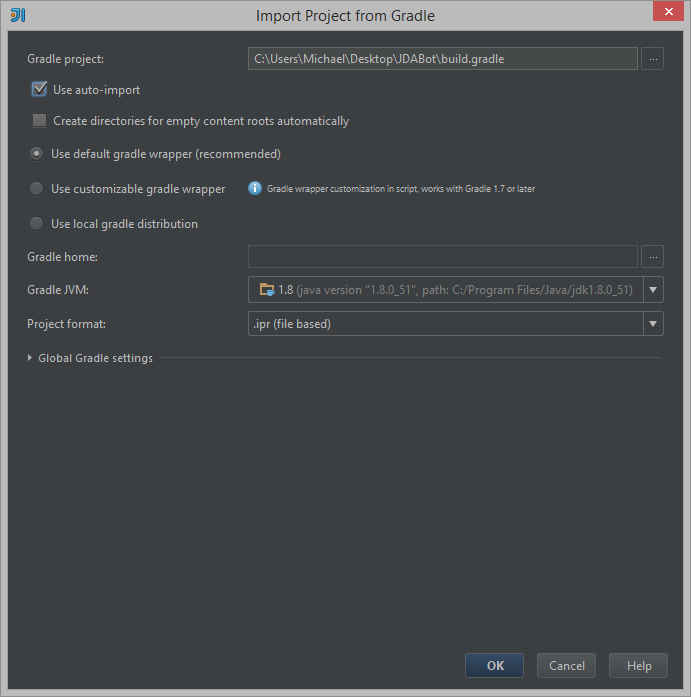 Import Project from Gradle
Gradle project: C:\Users\Michael\Desktop\JDABot\build.gradle ...
Use auto-import
Create directories for empty content roots automatically
Use default gradle wrapper (recommended)
Use customizable gradle wrapper Gradle wrapper customization in script, works with Gradle 1.7 or later
Use local gradle distribution
Gradle home: ...
Gradle JVM: 1.8 (java version "1.8.0_51", path: C:/Program Files/Java/jdk1.8.0_51)
Project format: .ipr (file based)
Global Gradle settings
OK Cancel Help